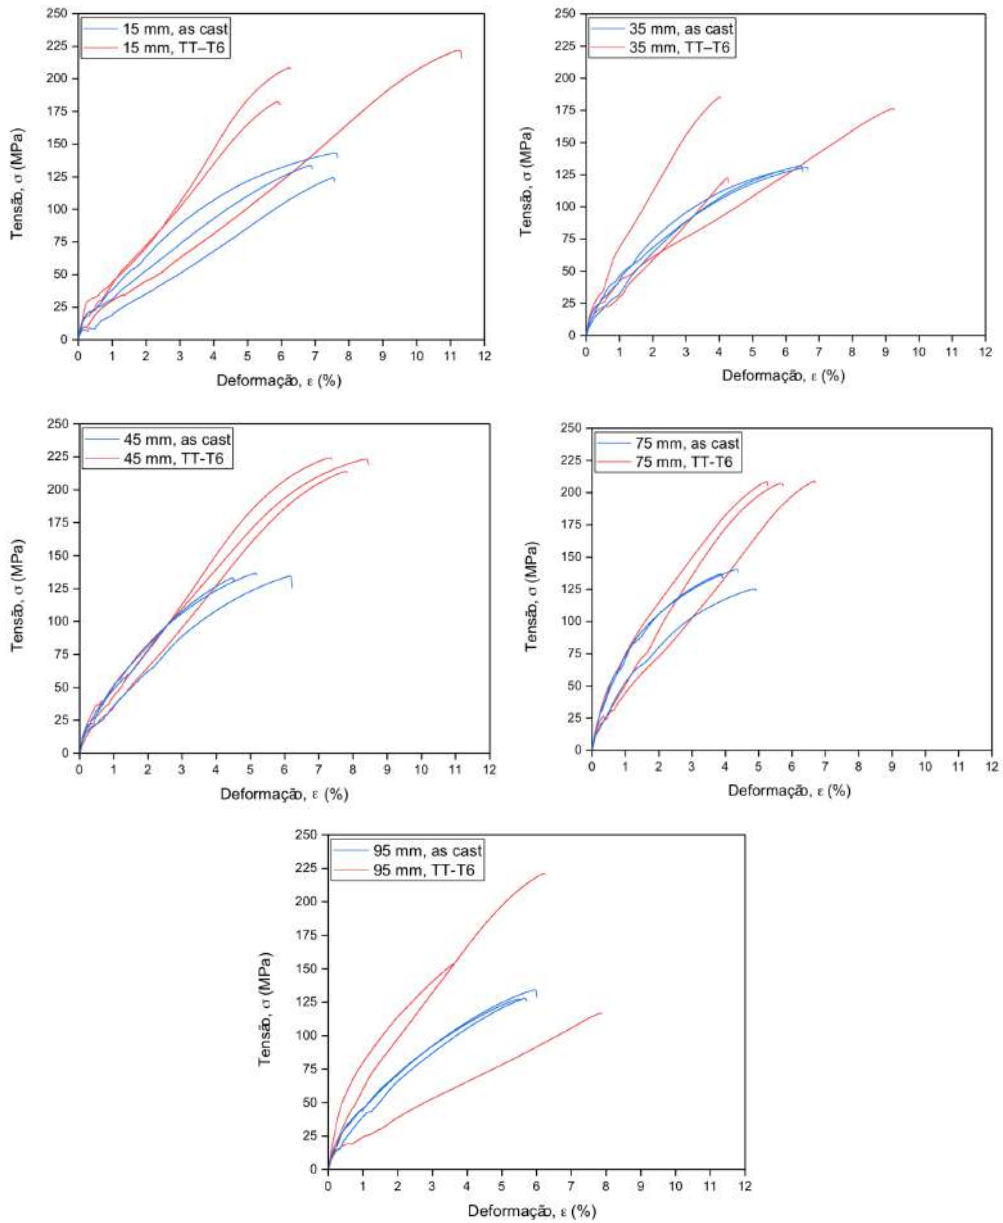 15 mm, as cast
15 mm, TT–T6
250
225
200
175
150
125
100
75
50
25
0
Tensão, σ (MPa)
0 1 2 3 4 5 6 7 8 9 10 11 12
Deformação, ε (%)
35 mm, as cast
35 mm, TT–T6
250
225
200
175
150
125
100
75
50
25
0
Tensão, σ (MPa)
0 1 2 3 4 5 6 7 8 9 10 11 12
Deformação, ε (%)
45 mm, as cast
45 mm, TT-T6
250
225
200
175
150
125
100
75
50
25
0
Tensão, σ (MPa)
0 1 2 3 4 5 6 7 8 9 10 11 12
Deformação, ε (%)
75 mm, as cast
75 mm, TT-T6
250
225
200
175
150
125
100
75
50
25
0
Tensão, σ (MPa)
0 1 2 3 4 5 6 7 8 9 10 11 12
Deformação, ε (%)
95 mm, as cast
95 mm, TT-T6
250
225
200
175
150
125
100
75
50
25
0
Tensão, σ (MPa)
0 1 2 3 4 5 6 7 8 9 10 11 12
Deformação, ε (%)